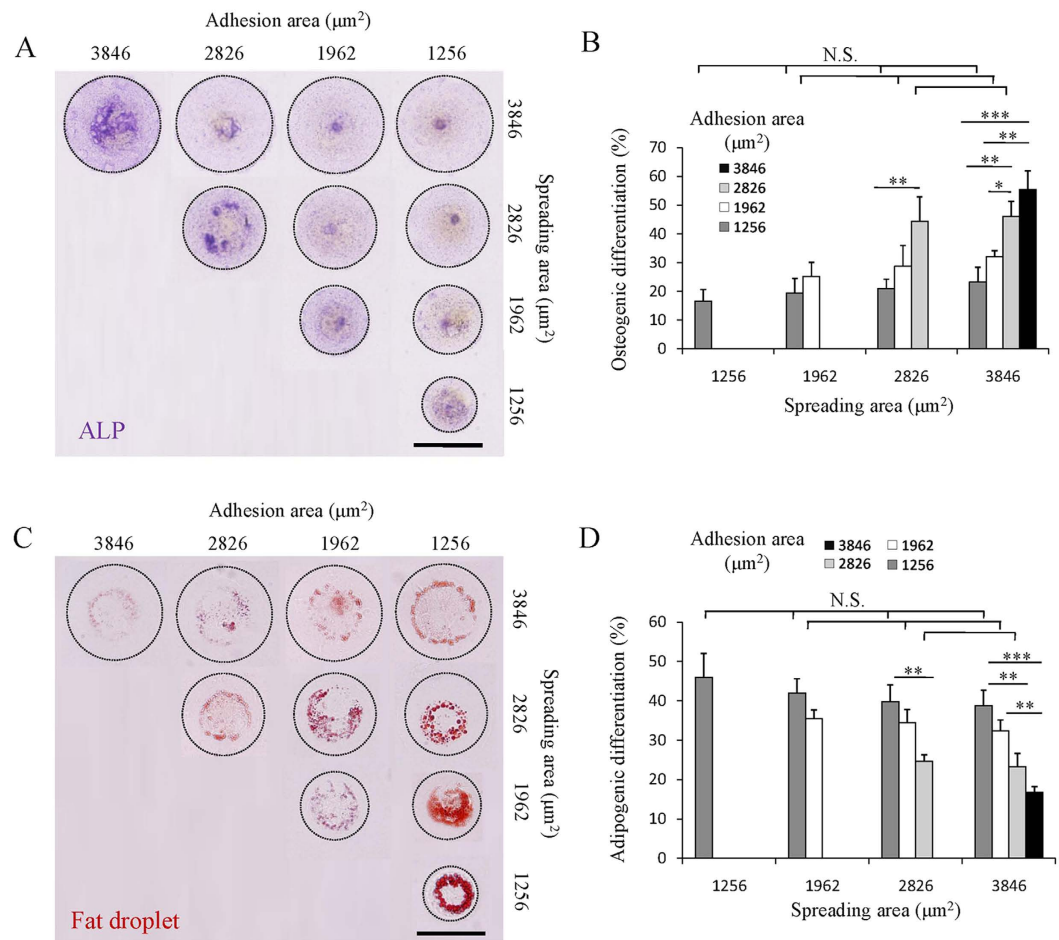 A
Adhesion area (μm²)
3846 2826 1962 1256
3846
2826
1962
1256
Spreading area (μm²)
ALP
B
N.S.
***
**
**
*
**
Adhesion area
(μm²)
3846
2826
1962
1256
Osteogenic differentiation (%)
70
60
50
40
30
20
10
0
1256 1962 2826 3846
Spreading area (μm²)
C
Adhesion area (μm²)
3846 2826 1962 1256
3846
2826
1962
1256
Spreading area (μm²)
Fat droplet
D
Adhesion area
(μm²)
3846 1962
2826 1256
N.S.
***
**
**
**
Adipogenic differentiation (%)
60
50
40
30
20
10
0
1256 1962 2826 3846
Spreading area (μm²)